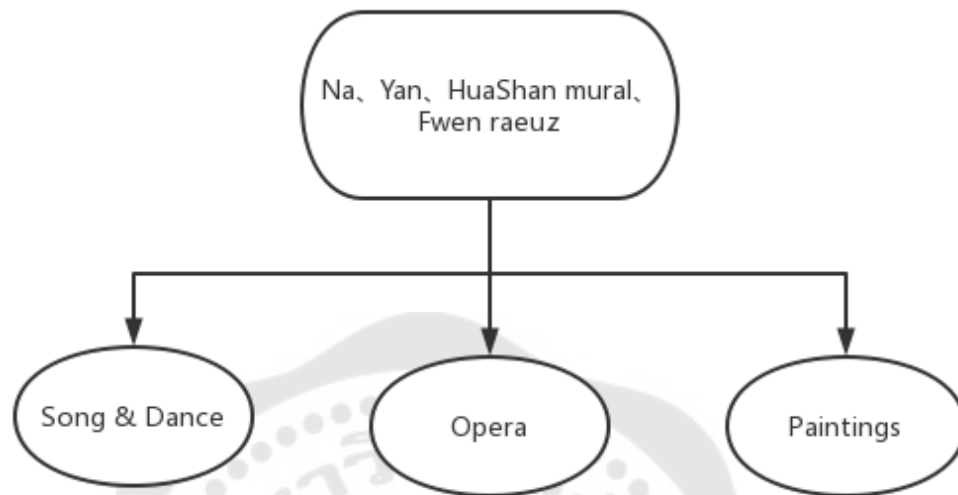 Na、Yan、HuaShan mural、
Fwen raeuz
Song & Dance
Opera
Paintings